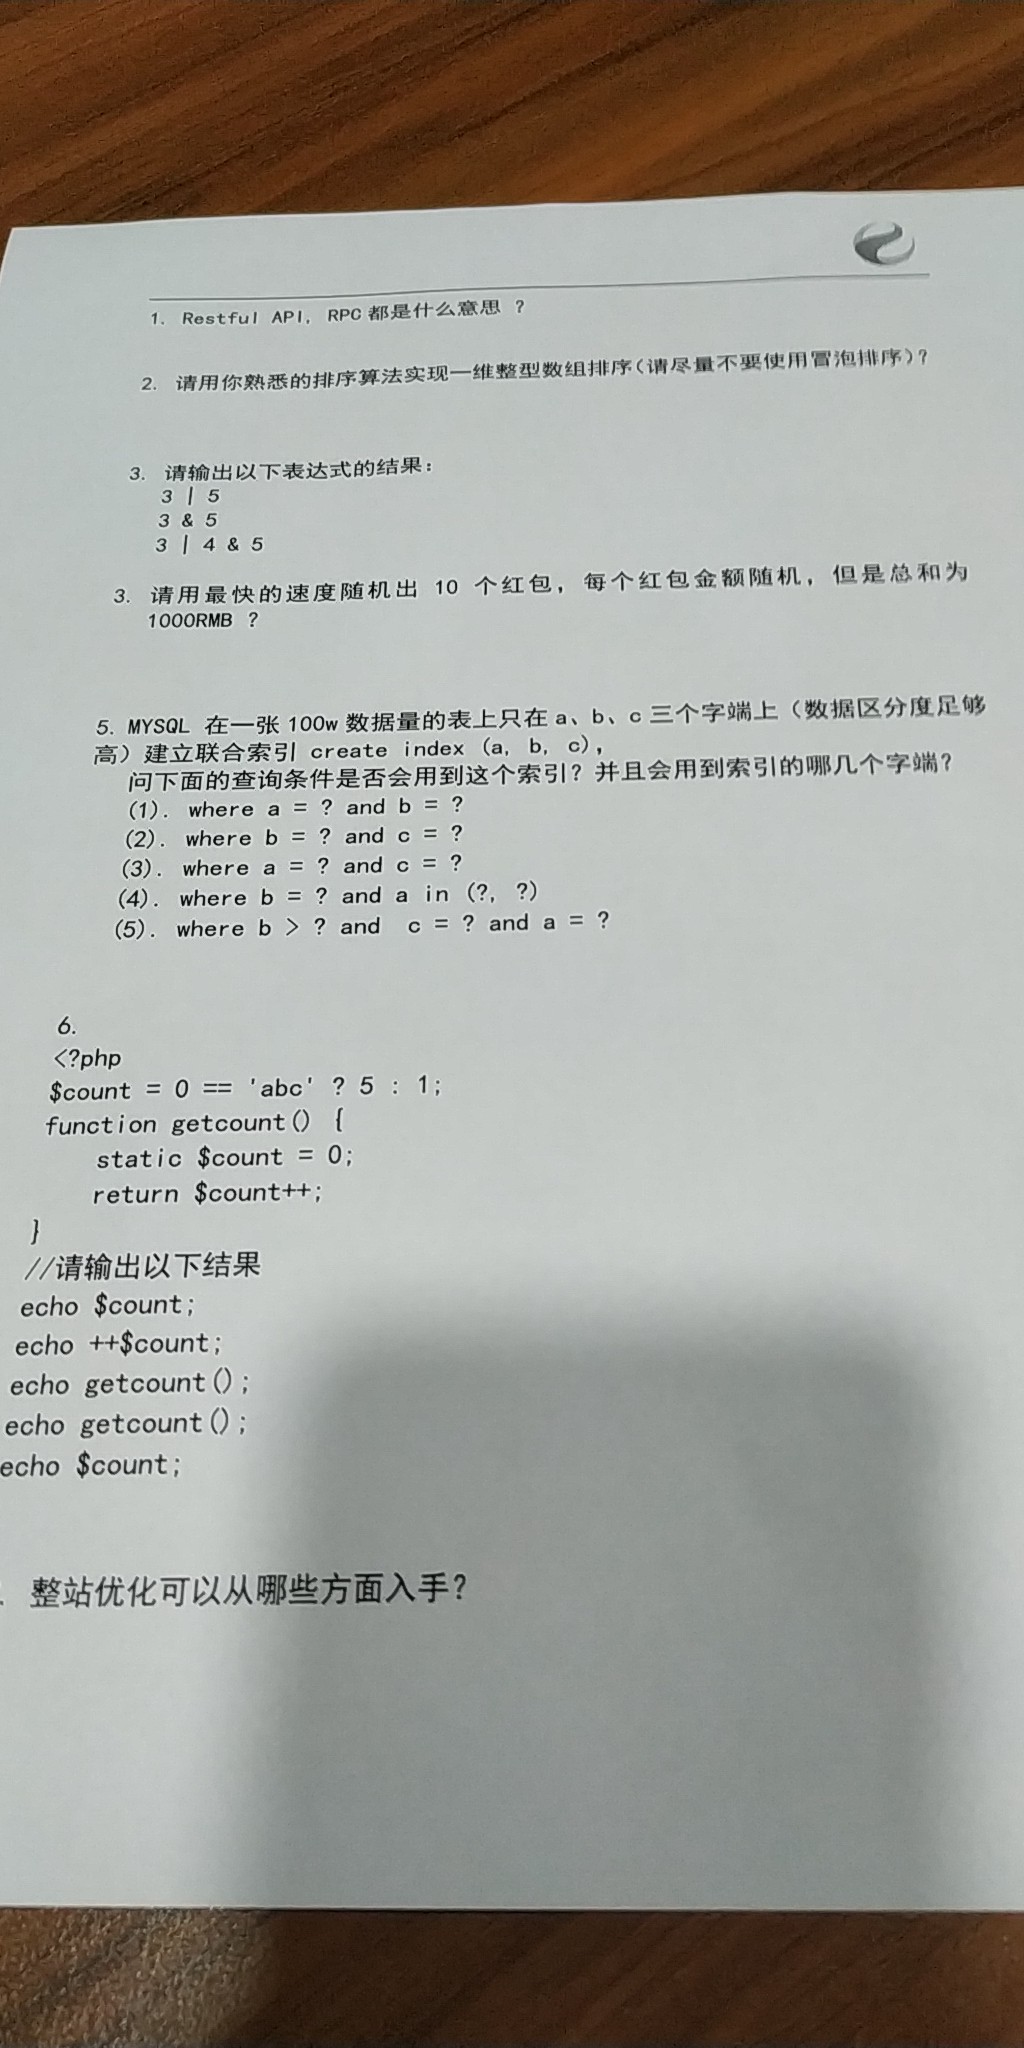 1. Restful API, RPC 都是什么意思 ?
2. 请用你熟悉的排序算法实现一维整型数组排序(请尽量不要使用冒泡排序)?
3. 请输出以下表达式的结果:
3 | 5
3 & 5
3 | 4 & 5
3. 请用最快的速度随机出 10 个红包，每个红包金额随机，但是总和为
1000RMB ?
5. MYSQL 在一张 100w 数据量的表上只在 a、b、c 三个字端上（数据区分度足够
高）建立联合索引 create index (a, b, c),
问下面的查询条件是否会用到这个索引? 并且会用到索引的哪几个字端?
(1). where a = ? and b = ?
(2). where b = ? and c = ?
(3). where a = ? and c = ?
(4). where b = ? and a in (?, ?)
(5). where b > ? and c = ? and a = ?
6.
<?php
$count = 0 == 'abc' ? 5 : 1;
function getcount() {
static $count = 0;
return $count++;
}
//请输出以下结果
echo $count;
echo ++$count;
echo getcount();
echo getcount();
echo $count;
. 整站优化可以从哪些方面入手?